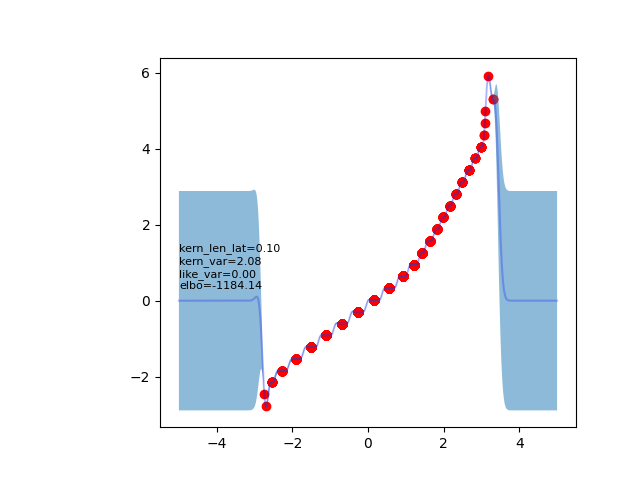 6
4
2
0
−2
kern_len_lat=0.10
kern_var=2.08
like_var=0.00
elbo=-1184.14
−4
−2
0
2
4